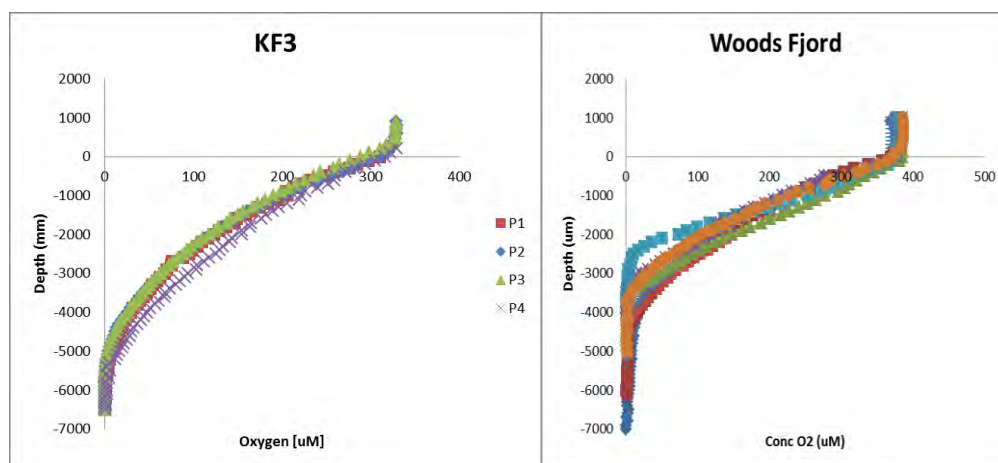 KF3
2000
1000
0
0 100 200 300 400
-1000
-2000
-3000
-4000
-5000
-6000
-7000
Depth (mm)
Oxygen [uM]
P1
P2
P3
P4
Woods Fjord
2000
1000
0
0 100 200 300 400 500
-1000
-2000
-3000
-4000
-5000
-6000
-7000
Depth (um)
Conc O2 (uM)